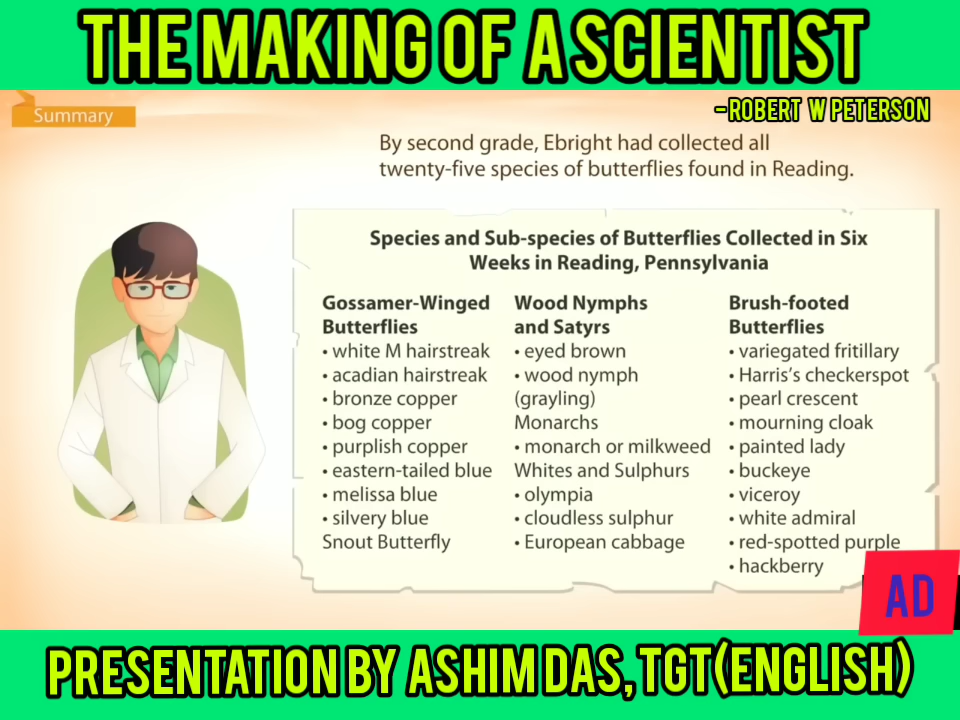 THE MAKING OF A SCIENTIST
- ROBERT W PETERSON
Summary
By second grade, Ebright had collected all
twenty-five species of butterflies found in Reading.
Species and Sub-species of Butterflies Collected in Six
Weeks in Reading, Pennsylvania
Gossamer-Winged
Butterflies
• white M hairstreak
• acadian hairstreak
• bronze copper
• bog copper
• purplish copper
• eastern-tailed blue
• melissa blue
• silvery blue
Snout Butterfly
Wood Nymphs
and Satyrs
• eyed brown
• wood nymph
(grayling)
Monarchs
• monarch or milkweed
Whites and Sulphurs
• olympia
• cloudless sulphur
• European cabbage
Brush-footed
Butterflies
• variegated fritillary
• Harris's checkerspot
• pearl crescent
• mourning cloak
• painted lady
• buckeye
• viceroy
• white admiral
• red-spotted purple
• hackberry
AD
PRESENTATION BY ASHIM DAS, TGT(ENGLISH)